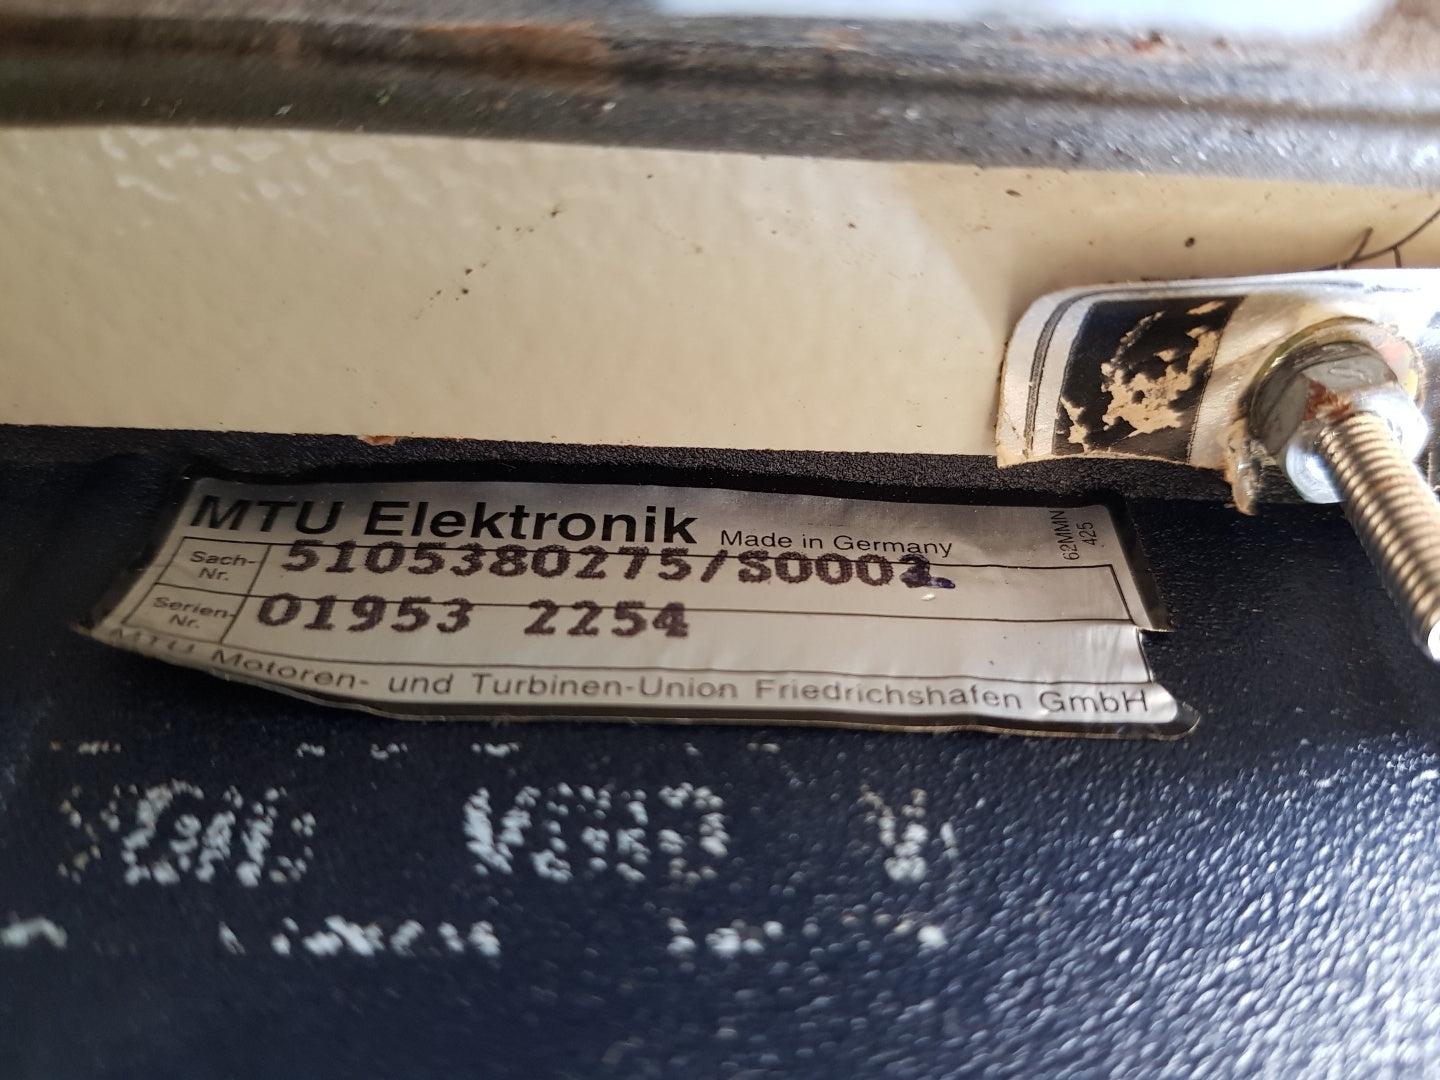 MTU Elektronik Made in Germany
62MMN
A25
Sach-Nr. 5105380275/S0002
Serien-Nr. 01953 2254
MTU Motoren- und Turbinen-Union Friedrichshafen GmbH